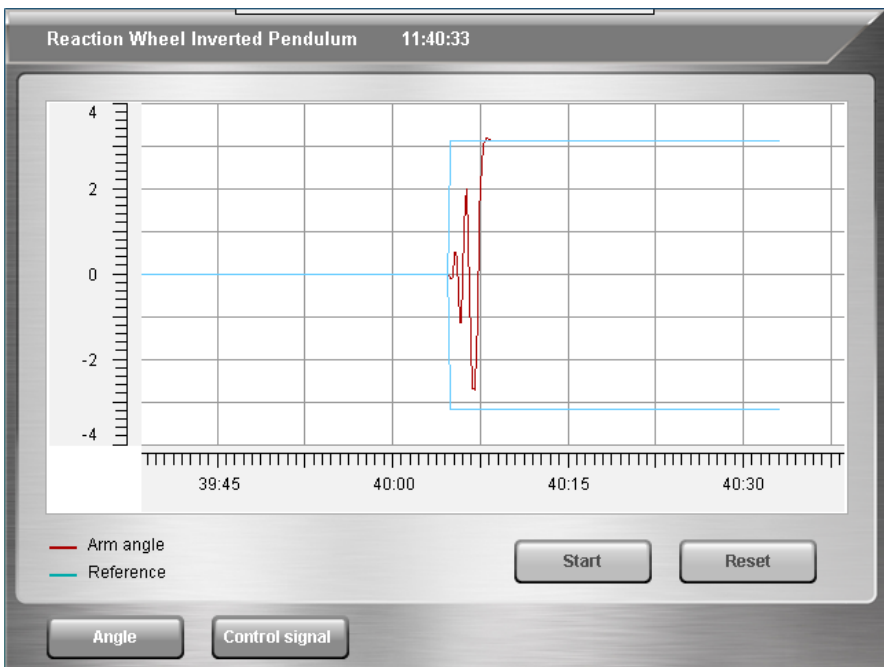 Reaction Wheel Inverted Pendulum 11:40:33
4
2
0
-2
-4
39:45 40:00 40:15 40:30
Arm angle
Reference
Start Reset
Angle Control signal